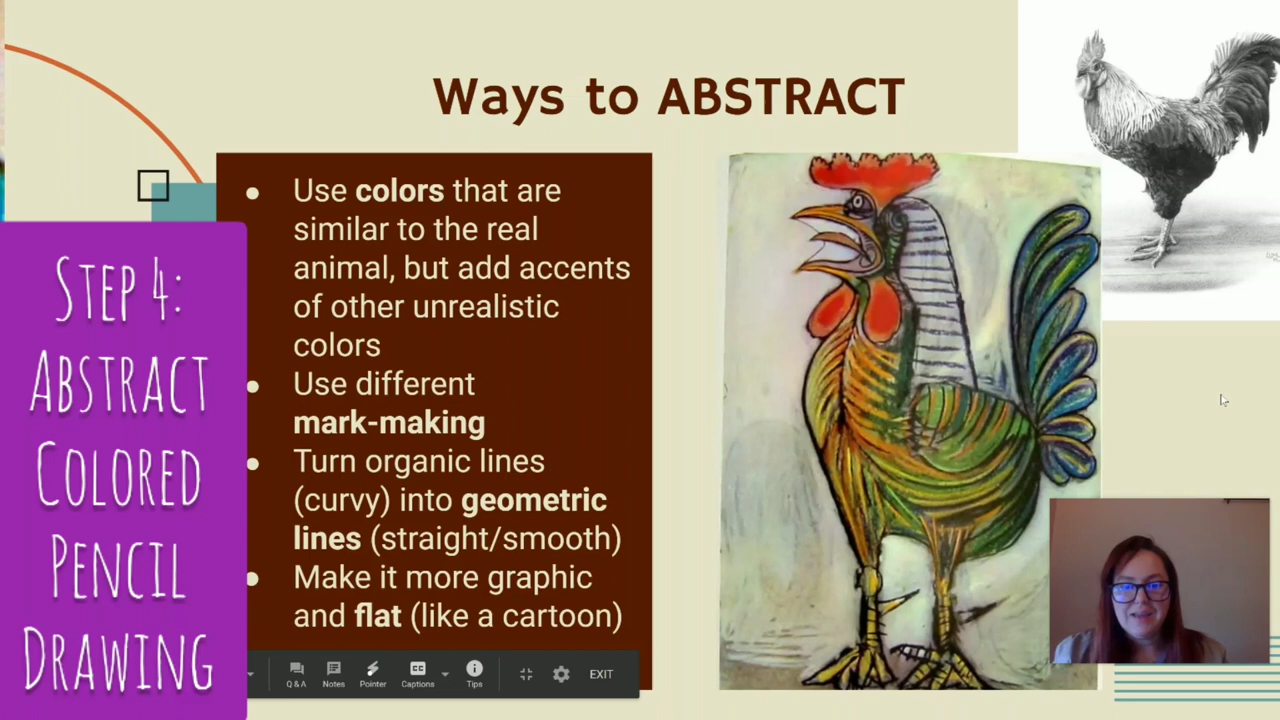 Ways to ABSTRACT
Use colors that are
similar to the real
animal, but add accents
of other unrealistic
colors
Use different
mark-making
Turn organic lines
(curvy) into geometric
lines (straight/smooth)
Make it more graphic
and flat (like a cartoon)
STEP 4:
ABSTRACT
COLORED
PENCIL
DRAWING
Q & A
Notes
Pointer
CC
Captions
Tips
EXIT